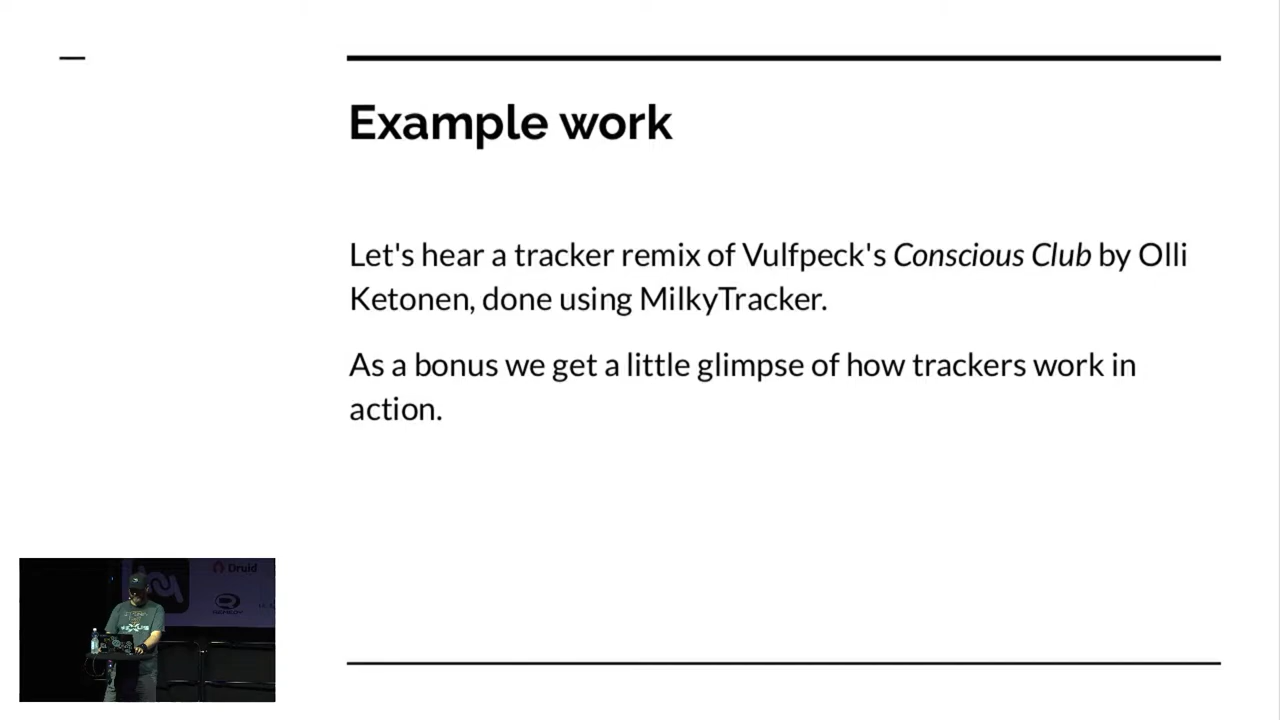 Example work
Let's hear a tracker remix of Vulfpeck's Conscious Club by Olli
Ketonen, done using MilkyTracker.
As a bonus we get a little glimpse of how trackers work in
action.
Druid